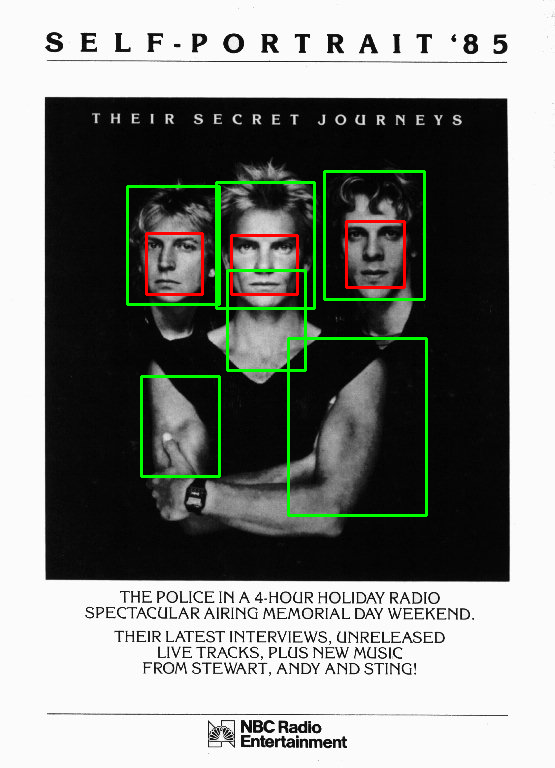 SELF-PORTRAIT '85
THEIR SECRET JOURNEYS
THE POLICE IN A 4-HOUR HOLIDAY RADIO
SPECTACULAR AIRING MEMORIAL DAY WEEKEND.
THEIR LATEST INTERVIEWS, UNRELEASED
LIVE TRACKS, PLUS NEW MUSIC
FROM STEWART, ANDY AND STING!
NBC Radio
Entertainment